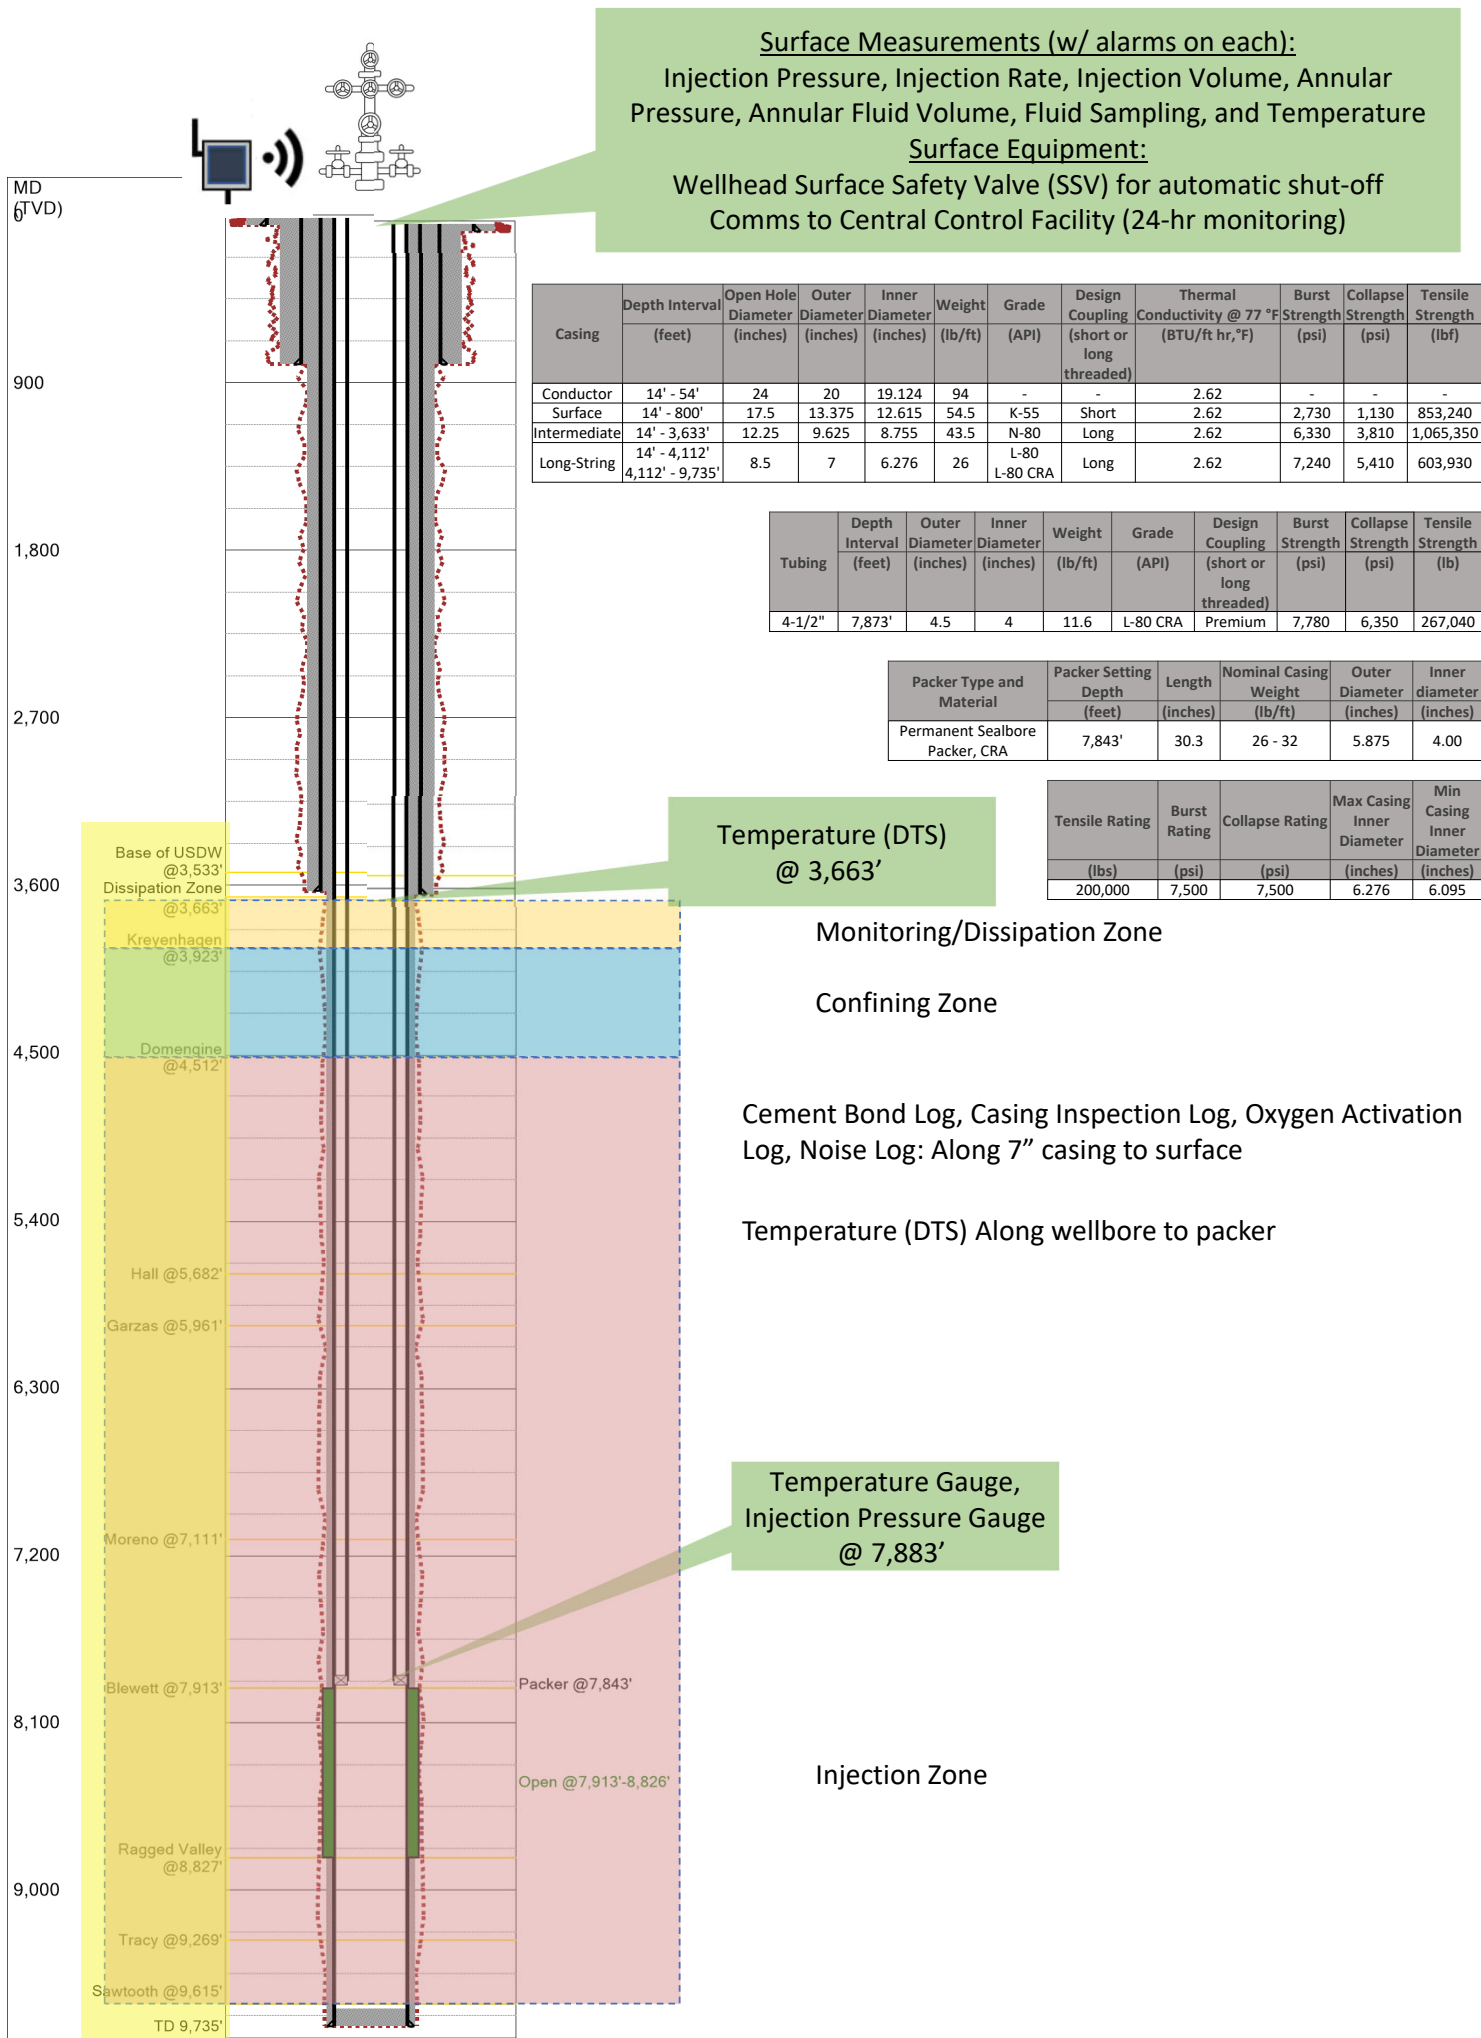 Surface Measurements (w/ alarms on each):
Injection Pressure, Injection Rate, Injection Volume, Annular
Pressure, Annular Fluid Volume, Fluid Sampling, and Temperature
Surface Equipment:
Wellhead Surface Safety Valve (SSV) for automatic shut-off
Comms to Central Control Facility (24-hr monitoring)
MD
(TVD)
0
900
1,800
2,700
3,600
4,500
5,400
6,300
7,200
8,100
9,000
Casing Depth Interval Open Hole Diameter Outer Diameter Inner Diameter Weight Grade Design Coupling Thermal Conductivity @ 77 °F Burst Strength Collapse Strength Tensile Strength
(feet) (inches) (inches) (inches) (lb/ft) (API) (short or long threaded) (BTU/ft hr,°F) (psi) (psi) (lbf)
Conductor 14' - 54' 24 20 19.124 94 - - 2.62 - - -
Surface 14' - 800' 17.5 13.375 12.615 54.5 K-55 Short 2.62 2,730 1,130 853,240
Intermediate 14' - 3,633' 12.25 9.625 8.755 43.5 N-80 Long 2.62 6,330 3,810 1,065,350
Long-String 14' - 4,112' 4,112' - 9,735' 8.5 7 6.276 26 L-80 L-80 CRA Long 2.62 7,240 5,410 603,930
Tubing Depth Interval Outer Diameter Inner Diameter Weight Grade Design Coupling Burst Strength Collapse Strength Tensile Strength
(feet) (inches) (inches) (lb/ft) (API) (short or long threaded) (psi) (psi) (lb)
4-1/2" 7,873' 4.5 4 11.6 L-80 CRA Premium 7,780 6,350 267,040
Packer Type and Material Packer Setting Depth Length Nominal Casing Weight Outer Diameter Inner diameter
(feet) (inches) (lb/ft) (inches) (inches)
Permanent Sealbore Packer, CRA 7,843' 30.3 26 - 32 5.875 4.00
Tensile Rating Burst Rating Collapse Rating Max Casing Inner Diameter Min Casing Inner Diameter
(lbs) (psi) (psi) (inches) (inches)
200,000 7,500 7,500 6.276 6.095
Base of USDW
@3,533'
Dissipation Zone
@3,663'
Kreyenhagen
@3,923'
Domengine
@4,512'
Hall @5,682'
Garzas @5,961'
Moreno @7,111'
Blewett @7,913'
Ragged Valley
@8,827'
Tracy @9,269'
Sawtooth @9,615'
TD 9,735'
Temperature (DTS)
@ 3,663’
Monitoring/Dissipation Zone
Confining Zone
Cement Bond Log, Casing Inspection Log, Oxygen Activation
Log, Noise Log: Along 7” casing to surface
Temperature (DTS) Along wellbore to packer
Temperature Gauge,
Injection Pressure Gauge
@ 7,883’
Packer @7,843'
Open @7,913'-8,826'
Injection Zone